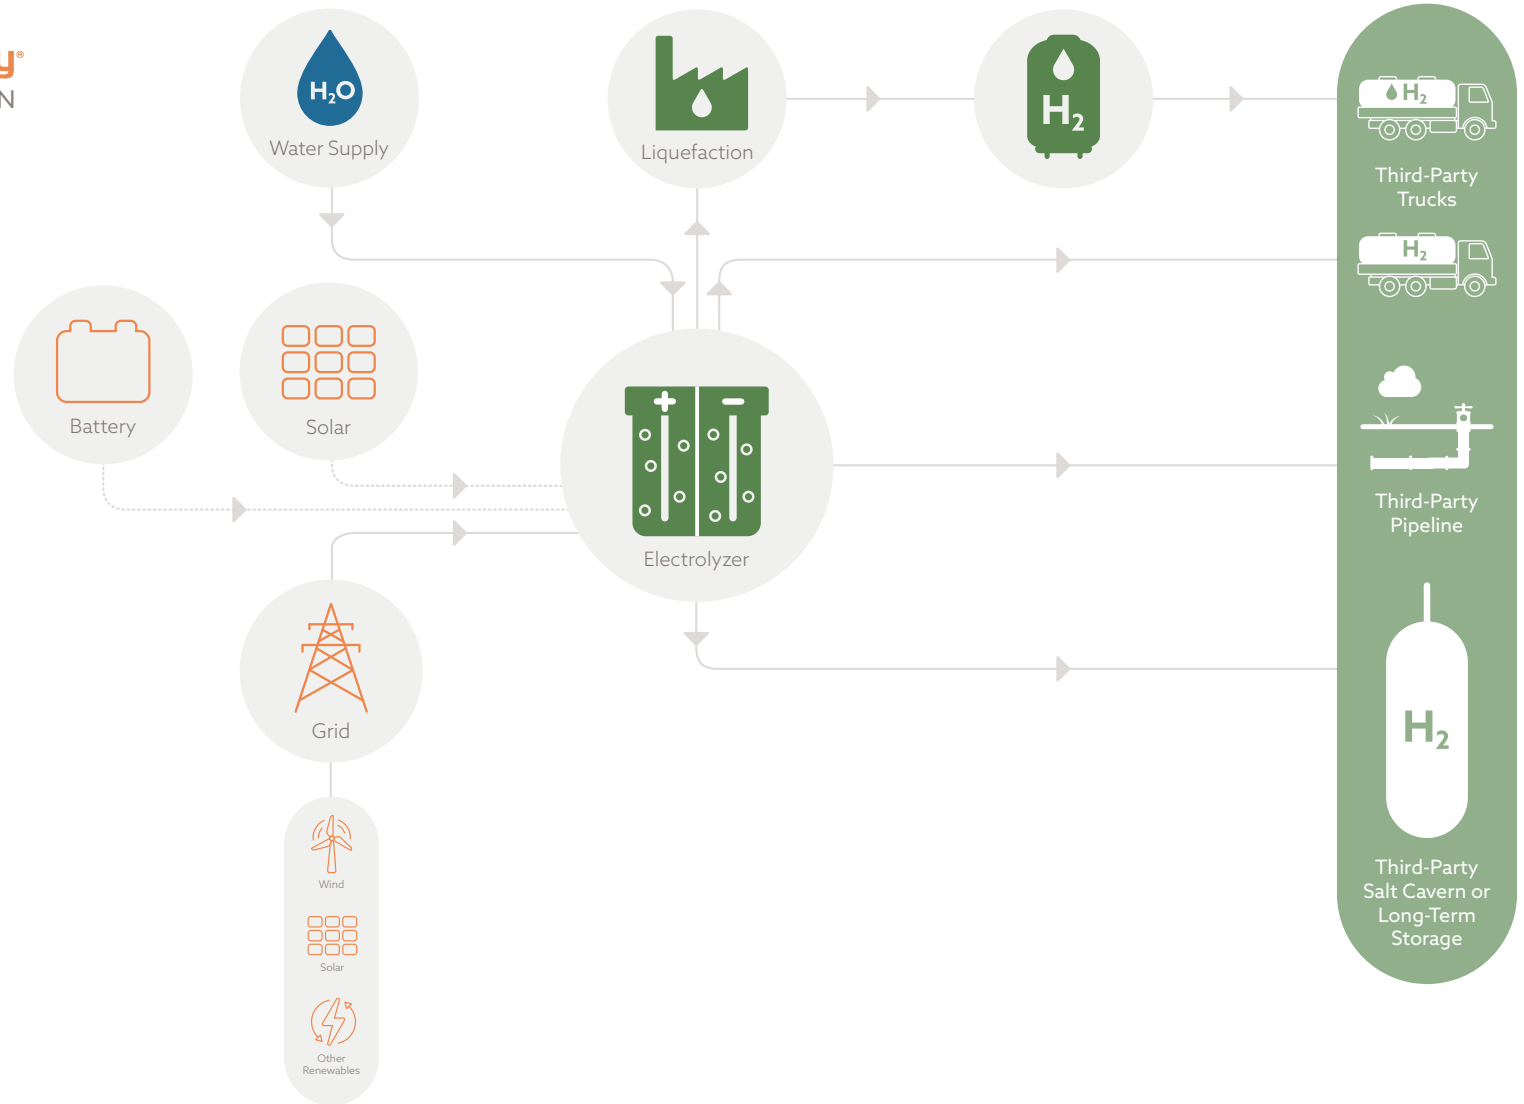 y®
N
H₂O
Water Supply
Liquefaction
H₂
H₂
Third-Party
Trucks
H₂
Battery
Solar
Electrolyzer
Third-Party
Pipeline
Grid
H₂
Wind
Solar
Other
Renewables
Third-Party
Salt Cavern or
Long-Term
Storage